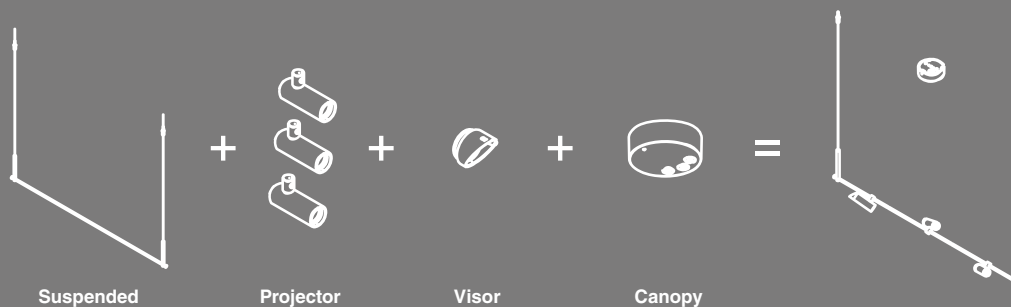 + + + =
Suspended Projector Visor Canopy